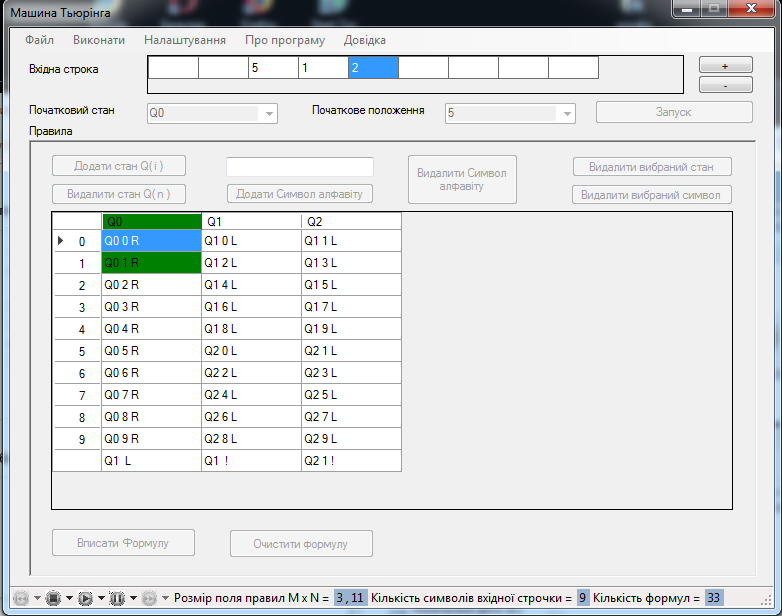 Машина Тьюрінга
Файл Виконати Налаштування Про програму Довідка
Вхідна строка 5 1 2 +
-
Початковий стан Q0 Початкове положення 5 Запуск
Правила
Додати стан Q( i ) Видалити Символ алфавіту Видалити вибраний стан
Видалити стан Q( n ) Додати Символ алфавіту Видалити вибраний символ
Q0 Q1 Q2
0 Q0 0 R Q1 0 L Q1 1 L
1 Q0 1 R Q1 2 L Q1 3 L
2 Q0 2 R Q1 4 L Q1 5 L
3 Q0 3 R Q1 6 L Q1 7 L
4 Q0 4 R Q1 8 L Q1 9 L
5 Q0 5 R Q2 0 L Q2 1 L
6 Q0 6 R Q2 2 L Q2 3 L
7 Q0 7 R Q2 4 L Q2 5 L
8 Q0 8 R Q2 6 L Q2 7 L
9 Q0 9 R Q2 8 L Q2 9 L
Q1 L Q1 ! Q2 1 !
Вписати Формулу Очистити формулу
Розмір поля правил M x N = 3 , 11 Кількість символів вхідної строчки = 9 Кількість формул = 33